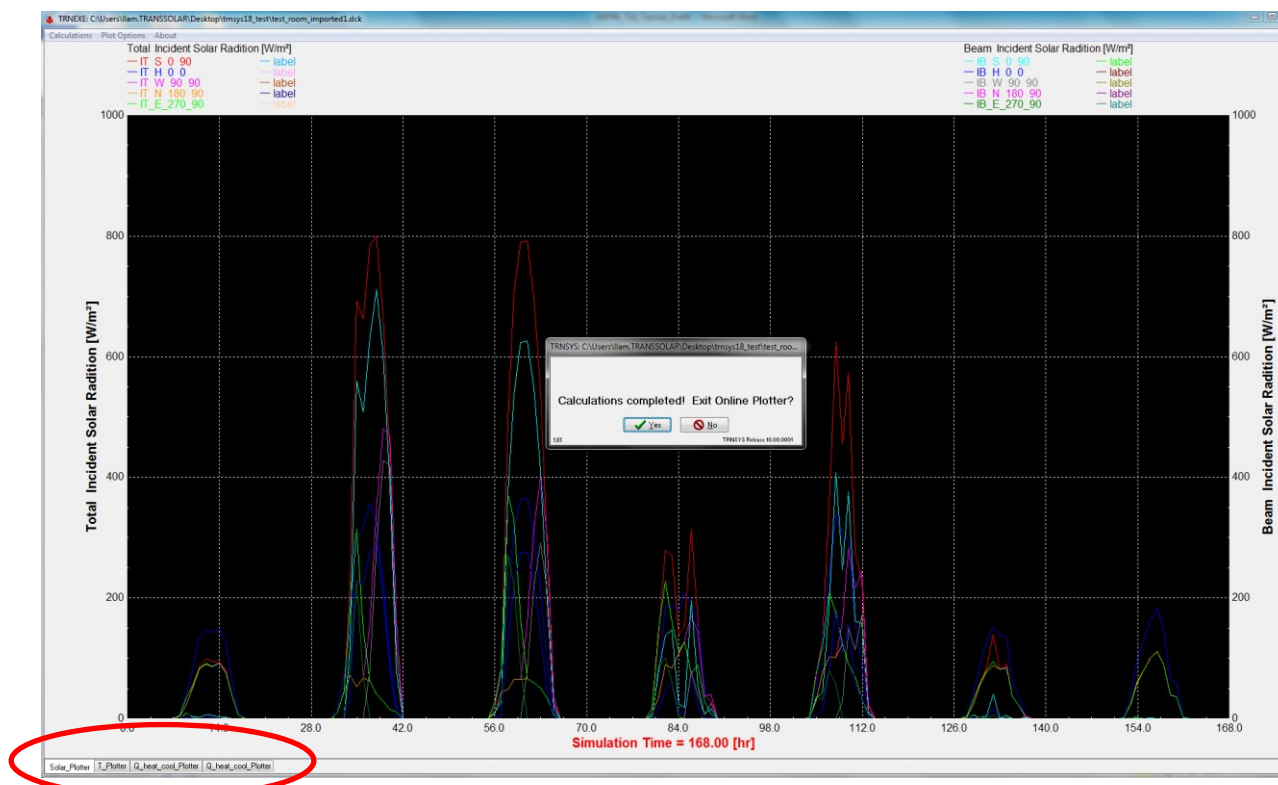 TRNEXE: C:\Users\llam.TRANSSOLAR\Desktop\trnsys18_test\test_room_imported1.dck
Calculations Plot Options About
Total Incident Solar Radition [W/m²]
IT S 0 90 label
IT H 0 0 label
IT W 90 90 label
IT N 180 90 label
IT_E_270_90 label
Beam Incident Solar Radition [W/m²]
IB S 0 90 label
IB H 0 0 label
IB W 90 90 label
IB N 180 90 label
IB_E_270_90 label
1000 1000
800 800
Total Incident Solar Radition [W/m²]
Beam Incident Solar Radition [W/m²]
TRNSYS: C:\Users\llam.TRANSSOLAR\Desktop\trnsys18_test\test_roo...
Calculations completed! Exit Online Plotter?
Yes No
TRNSYS Release 18.00.0001
600 600
400 400
200 200
0 0
0.0 14.0 28.0 42.0 56.0 70.0 84.0 98.0 112.0 126.0 140.0 154.0 168.0
Simulation Time = 168.00 [hr]
Solar_Plotter T_Plotter Q_heat_cool_Plotter Q_heat_cool_Plotter